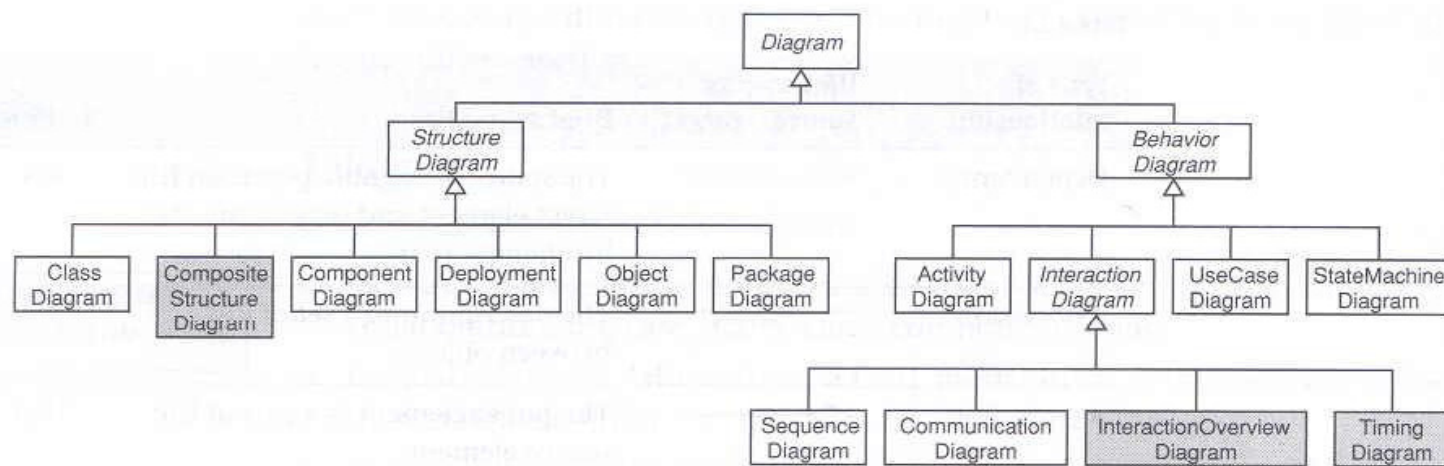 Diagram
Structure
Diagram
Behavior
Diagram
Class
Diagram
Composite
Structure
Diagram
Component
Diagram
Deployment
Diagram
Object
Diagram
Package
Diagram
Activity
Diagram
Interaction
Diagram
UseCase
Diagram
StateMachine
Diagram
Sequence
Diagram
Communication
Diagram
InteractionOverview
Diagram
Timing
Diagram